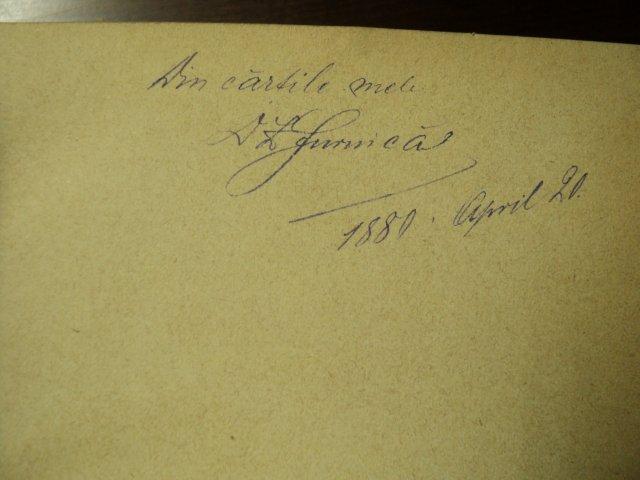 Din cărtile mele
D Z Furnică
1880. April 20.